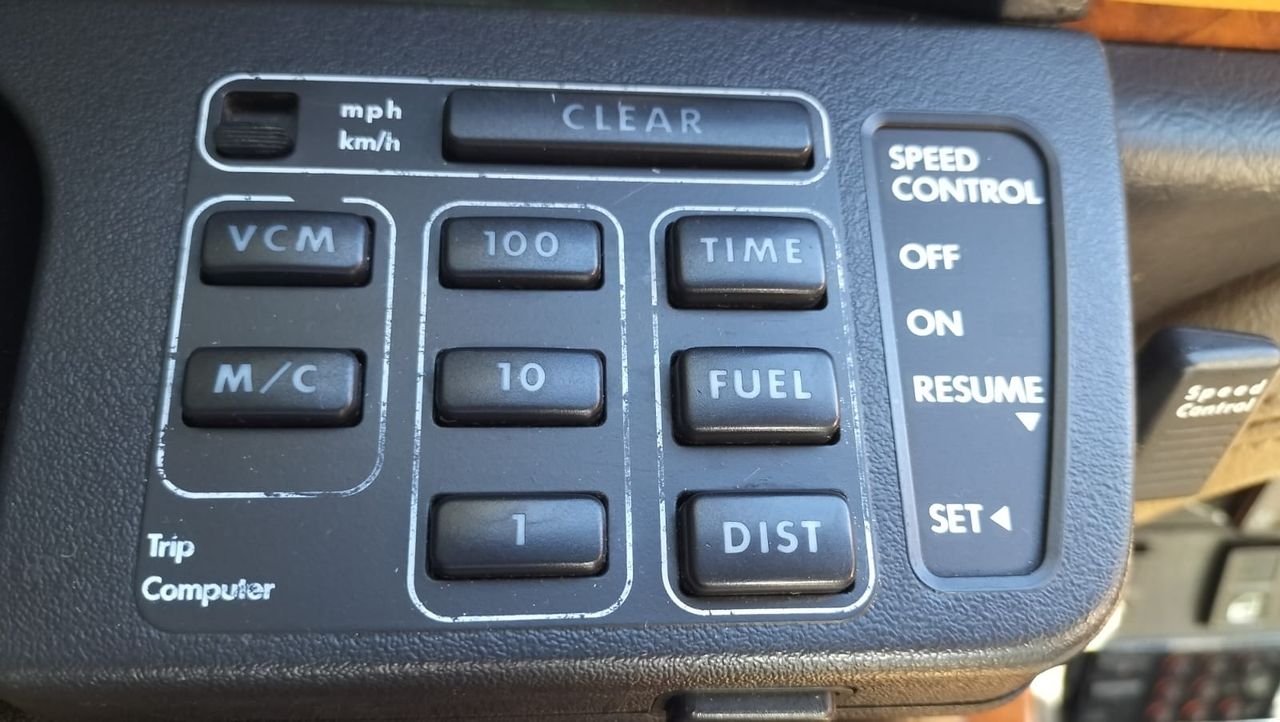 mph
km/h
CLEAR
VCM
100
TIME
M/C
10
FUEL
1
DIST
Trip
Computer
SPEED
CONTROL
OFF
ON
RESUME
SET
Speed
Control